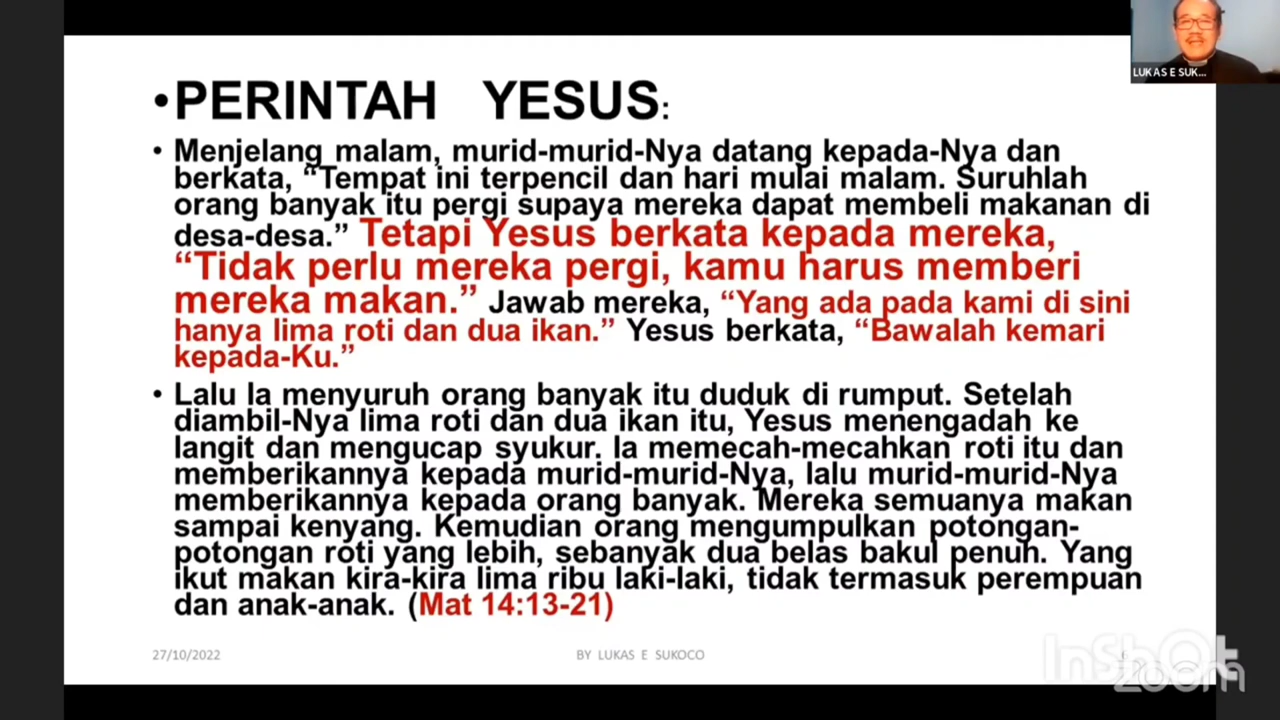 LUKAS E SUK...
•PERINTAH YESUS:
• Menjelang malam, murid-murid-Nya datang kepada-Nya dan
berkata, “Tempat ini terpencil dan hari mulai malam. Suruhlah
orang banyak itu pergi supaya mereka dapat membeli makanan di
desa-desa.” Tetapi Yesus berkata kepada mereka,
“Tidak perlu mereka pergi, kamu harus memberi
mereka makan.” Jawab mereka, “Yang ada pada kami di sini
hanya lima roti dan dua ikan.” Yesus berkata, “Bawalah kemari
kepada-Ku.”
• Lalu Ia menyuruh orang banyak itu duduk di rumput. Setelah
diambil-Nya lima roti dan dua ikan itu, Yesus menengadah ke
langit dan mengucap syukur. Ia memecah-mecahkan roti itu dan
memberikannya kepada murid-murid-Nya, lalu murid-murid-Nya
memberikannya kepada orang banyak. Mereka semuanya makan
sampai kenyang. Kemudian orang mengumpulkan potongan-
potongan roti yang lebih, sebanyak dua belas bakul penuh. Yang
ikut makan kira-kira lima ribu laki-laki, tidak termasuk perempuan
dan anak-anak. (Mat 14:13-21)
27/10/2022
BY LUKAS E SUKOCO
InShOt
zoom